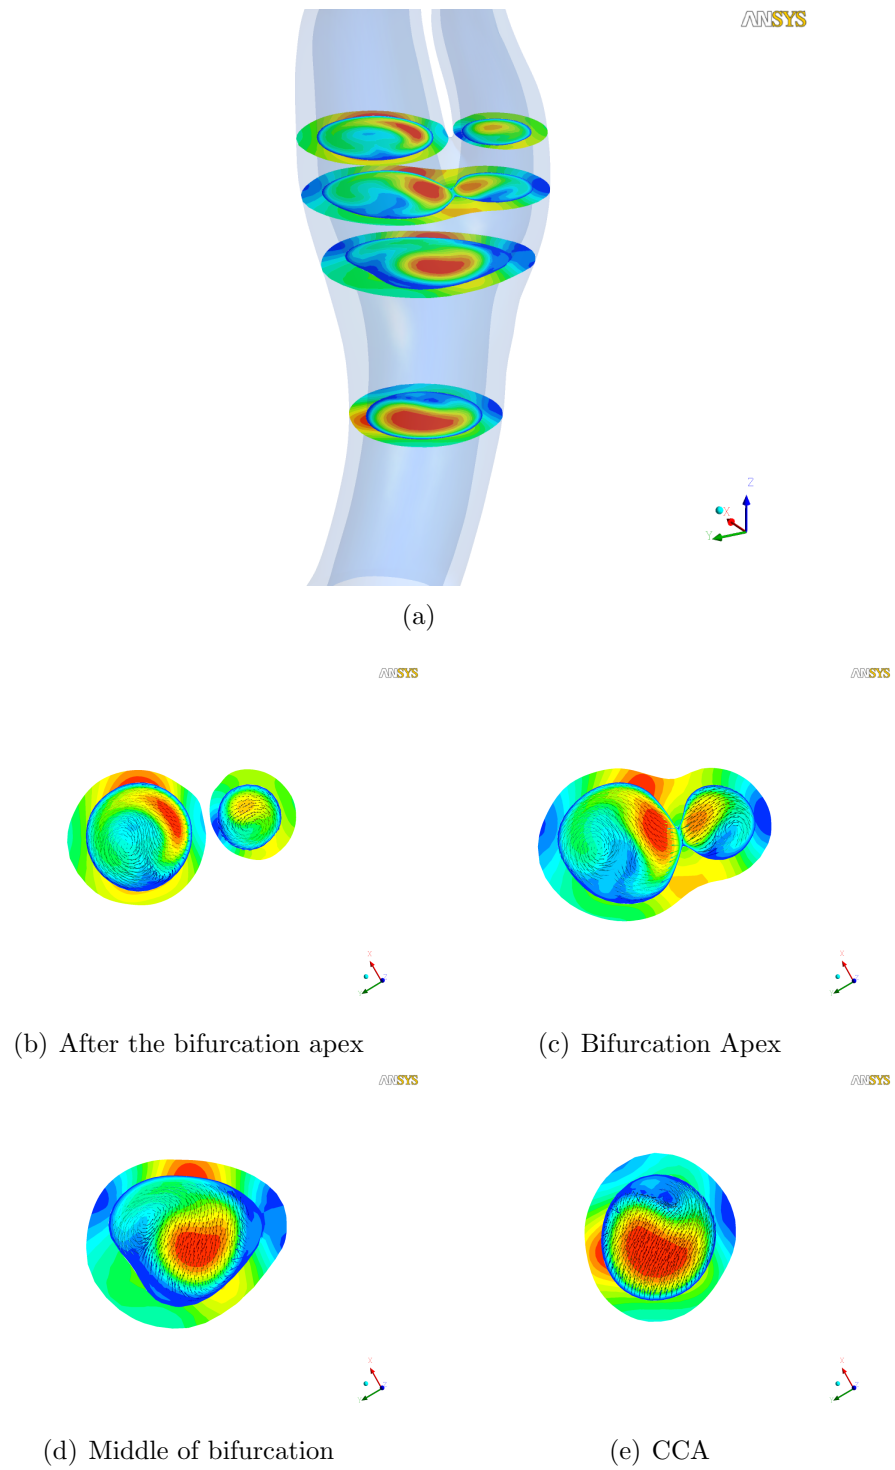 ANSYS
Z
X
Y
(a)
ANSYS
ANSYS
X
Z
Y
X
Z
Y
(b) After the bifurcation apex
(c) Bifurcation Apex
ANSYS
ANSYS
X
Z
Y
X
Z
Y
(d) Middle of bifurcation
(e) CCA